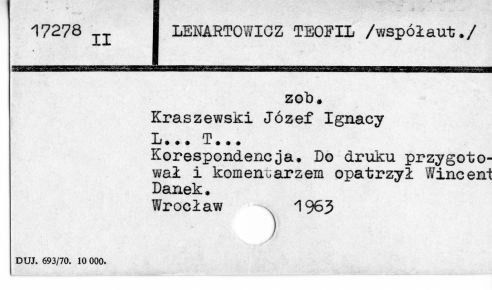 17278 II
LENARTOWICZ TEOFIL /współaut./
zob.
Kraszewski Józef Ignacy
L... T...
Korespondencja. Do druku przygoto-
wał i komentarzem opatrzył Wincent
Danek.
Wrocław 1963
DUJ. 693/70. 10 000.